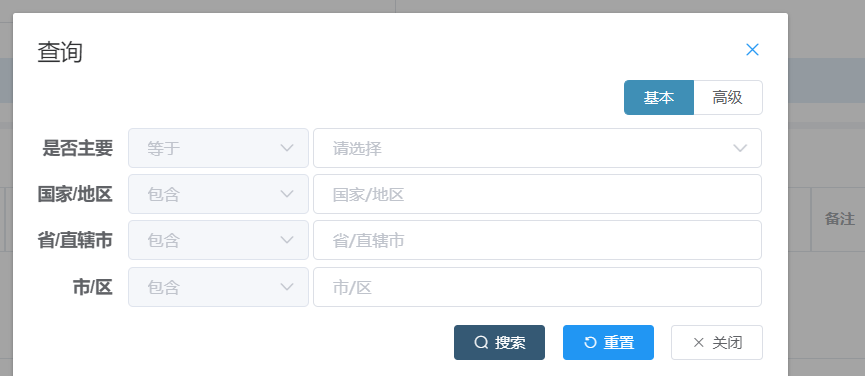 查询
基本 高级
是否主要 等于 请选择
国家/地区 包含 国家/地区
省/直辖市 包含 省/直辖市
备注
市/区 包含 市/区
搜索 重置 关闭